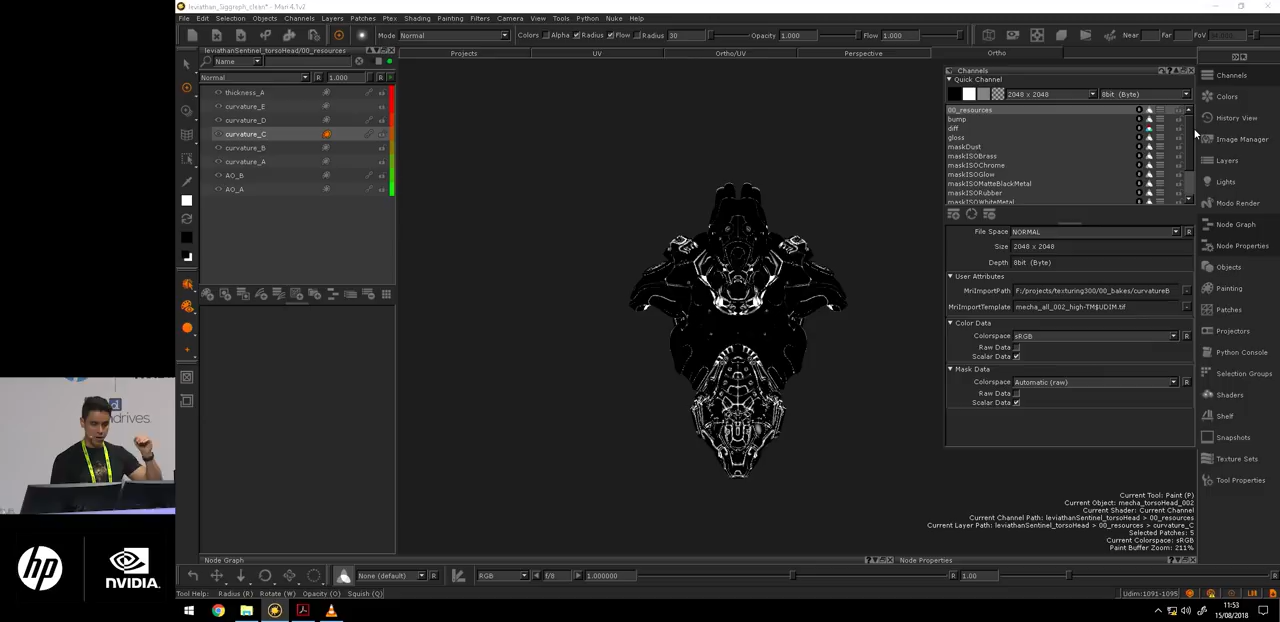 leviathan_Siggraph_clean* - Mari 4.1v2
File Edit Selection Objects Channels Layers Patches Ptex Shading Painting Filters Camera View Tools Python Nuke Help
Mode Normal Colors Alpha Radius Flow Radius 30 Opacity 1.000 Flow 1.000 Near Far FoV
leviathanSentinel_torsoHead/00_resources
Projects UV Ortho/UV Perspective Ortho
Name
Normal R 1.000 R
thickness_A
curvature_E
curvature_D
curvature_C
curvature_B
curvature_A
AO_B
AO_A
Channels
Quick Channel
2048 x 2048 8bit (Byte)
00_resources
bump
diff
gloss
maskDust
maskISOBrass
maskISOChrome
maskISOGlow
maskISOMatteBlackMetal
maskISORubber
maskISOWhiteMetal
File Space NORMAL R
Size 2048 x 2048
Depth 8bit (Byte)
User Attributes
MriImportPath F:/projects/texturing300/00_bakes/curvatureB
MriImportTemplate mecha_all_002_high-TM$UDIM.tif
Color Data
Colorspace sRGB R
Raw Data
Scalar Data
Mask Data
Colorspace Automatic (raw) R
Raw Data
Scalar Data
Channels
Colors
History View
Image Manager
Layers
Lights
Modo Render
Node Graph
Node Properties
Objects
Painting
Patches
Projectors
Python Console
Selection Groups
Shaders
Shelf
Snapshots
Texture Sets
Tool Properties
Current Tool: Paint (P)
Current Object: mecha_torsoHead_002
Current Shader: Current Channel
Current Channel Path: leviathanSentinel_torsoHead > 00_resources
Current Layer Path: leviathanSentinel_torsoHead > 00_resources > curvature_C
Selected Patches: 5
Current Colorspace: sRGB
Paint Buffer Zoom: 211%
Node Graph Node Properties
None (default) R RGB f/8 1.000000 R 1.00 R
Tool Help: Radius (R) Rotate (W) Opacity (O) Squish (Q) Udim:1091-1095
11:53
15/08/2018
hp
NVIDIA.